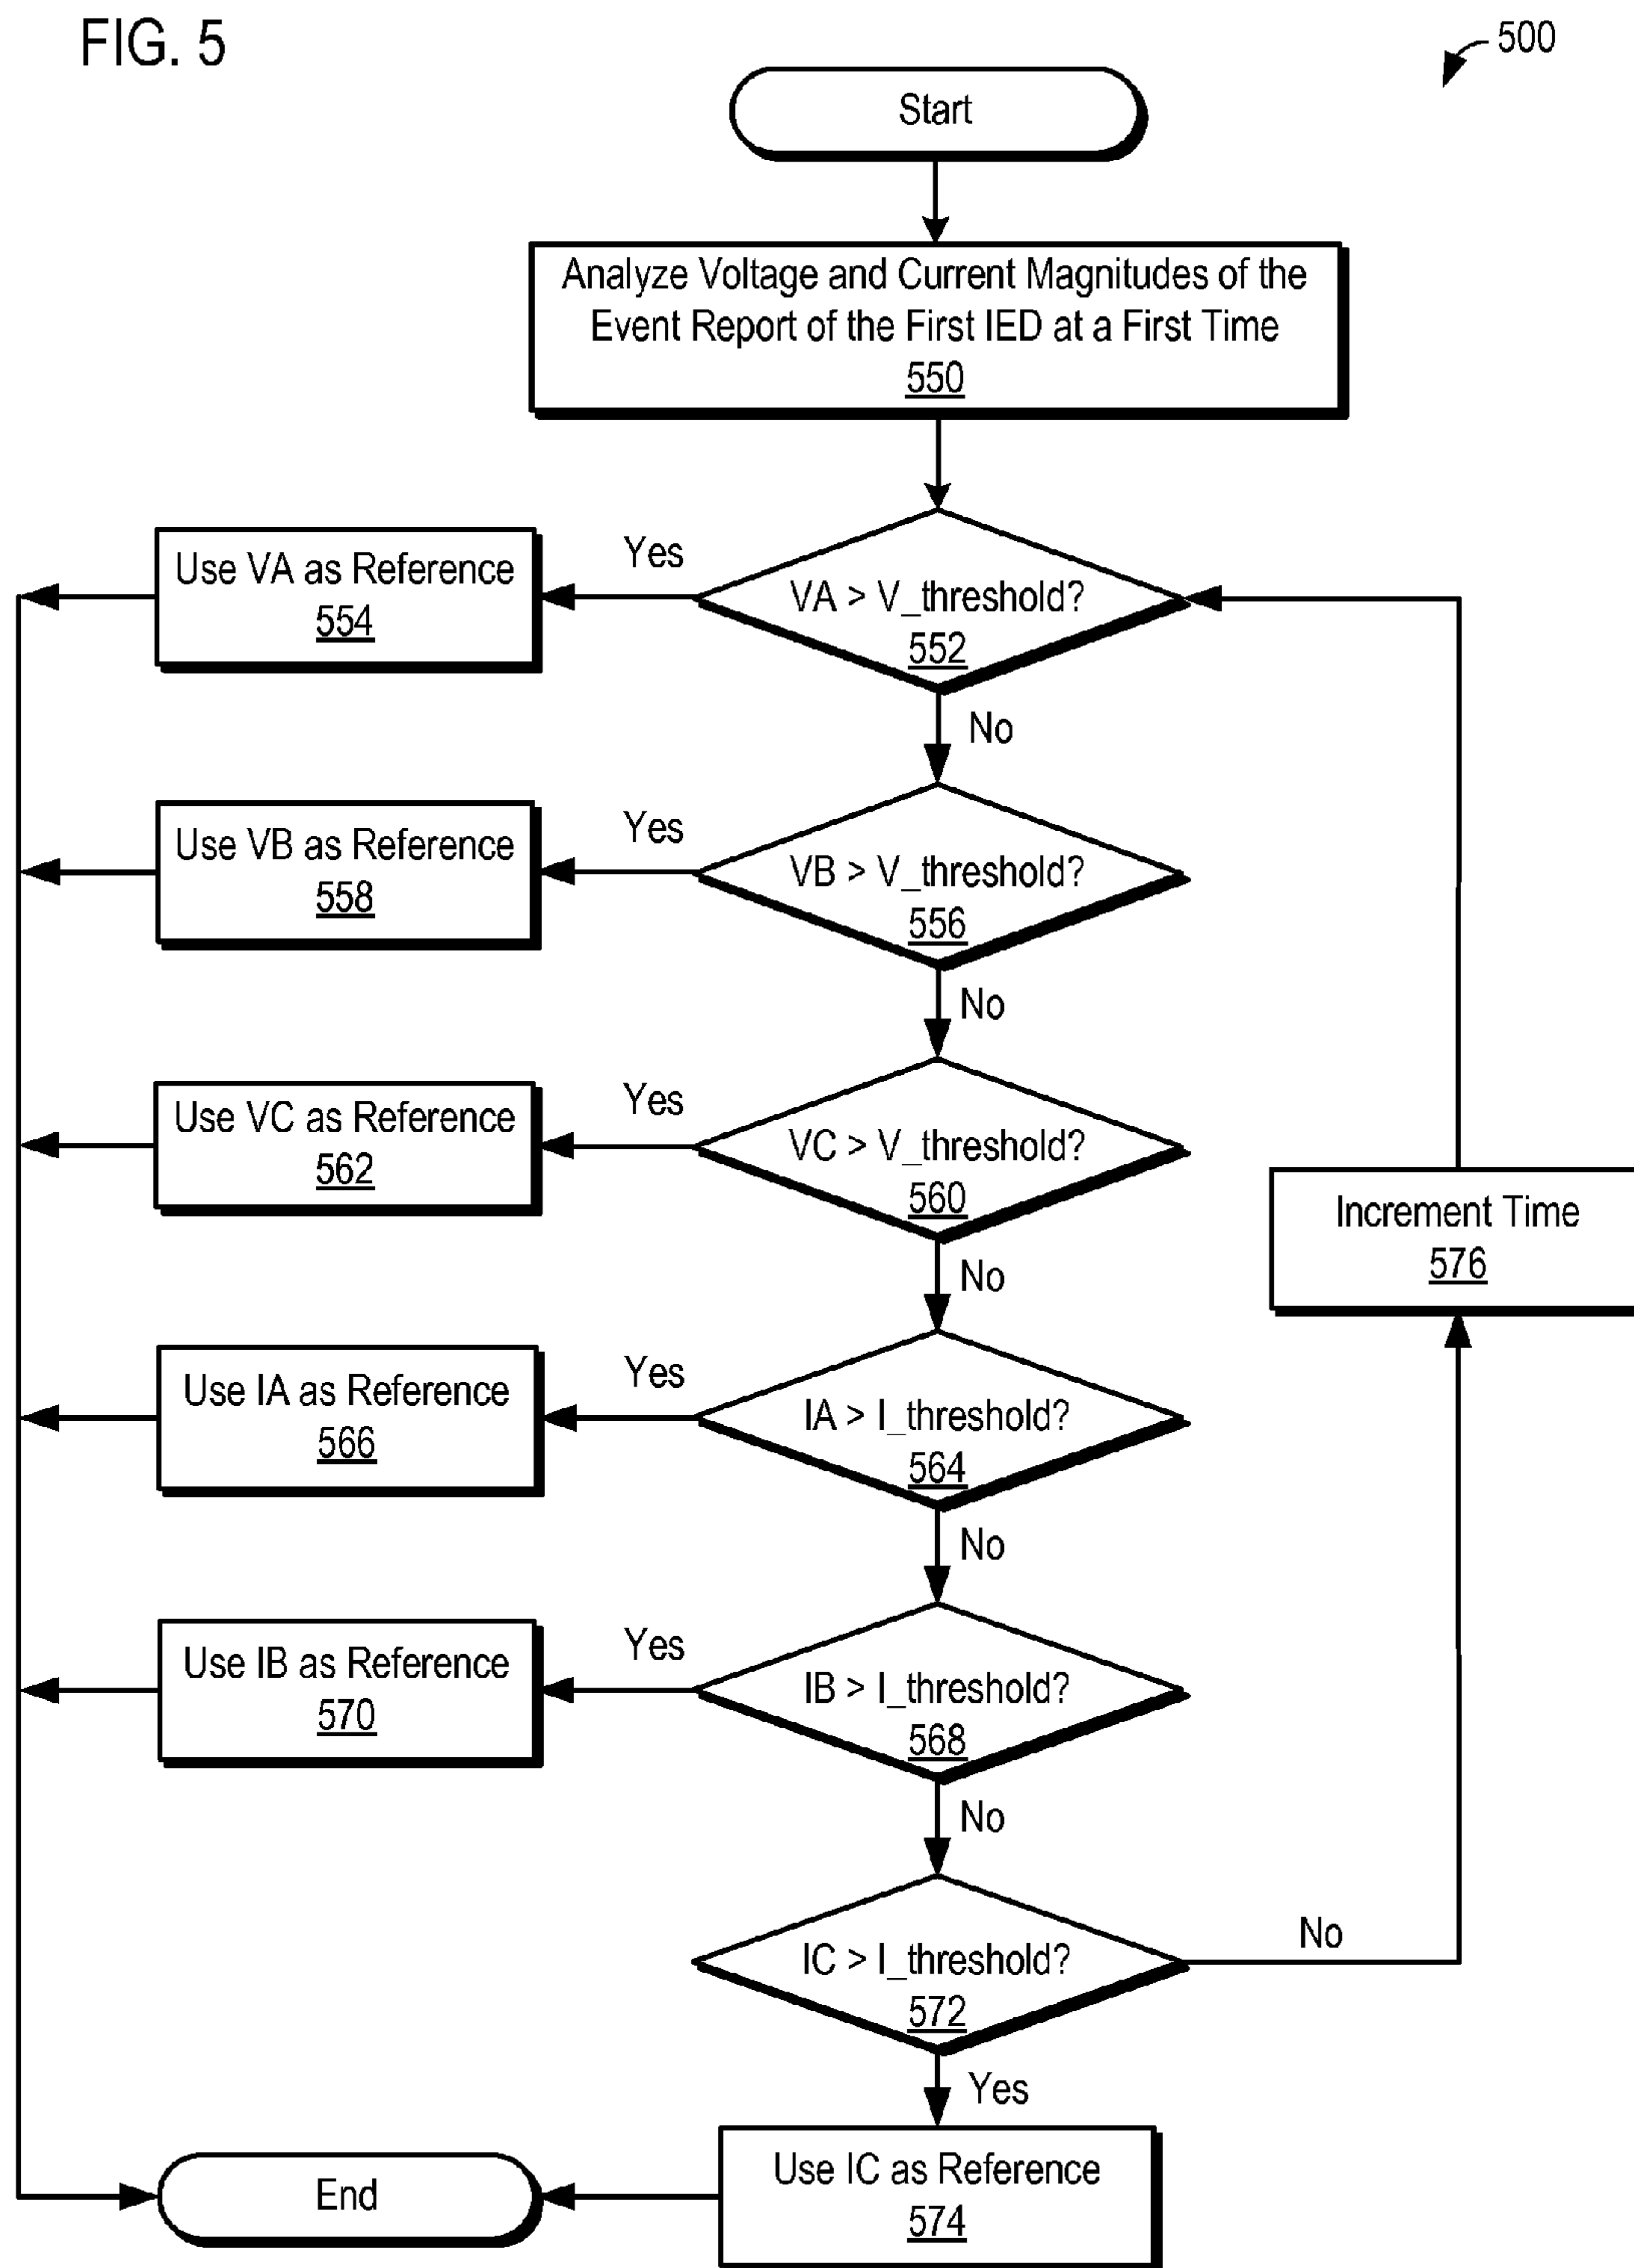 FIG. 5
500
Start
Analyze Voltage and Current Magnitudes of the
Event Report of the First IED at a First Time
550
Use VA as Reference
554
Yes
VA > V_threshold?
552
No
Use VB as Reference
558
Yes
VB > V_threshold?
556
No
Use VC as Reference
562
Yes
VC > V_threshold?
560
Increment Time
576
No
Use IA as Reference
566
Yes
IA > I_threshold?
564
No
Use IB as Reference
570
Yes
IB > I_threshold?
568
No
IC > I_threshold?
572
No
Yes
End
Use IC as Reference
574